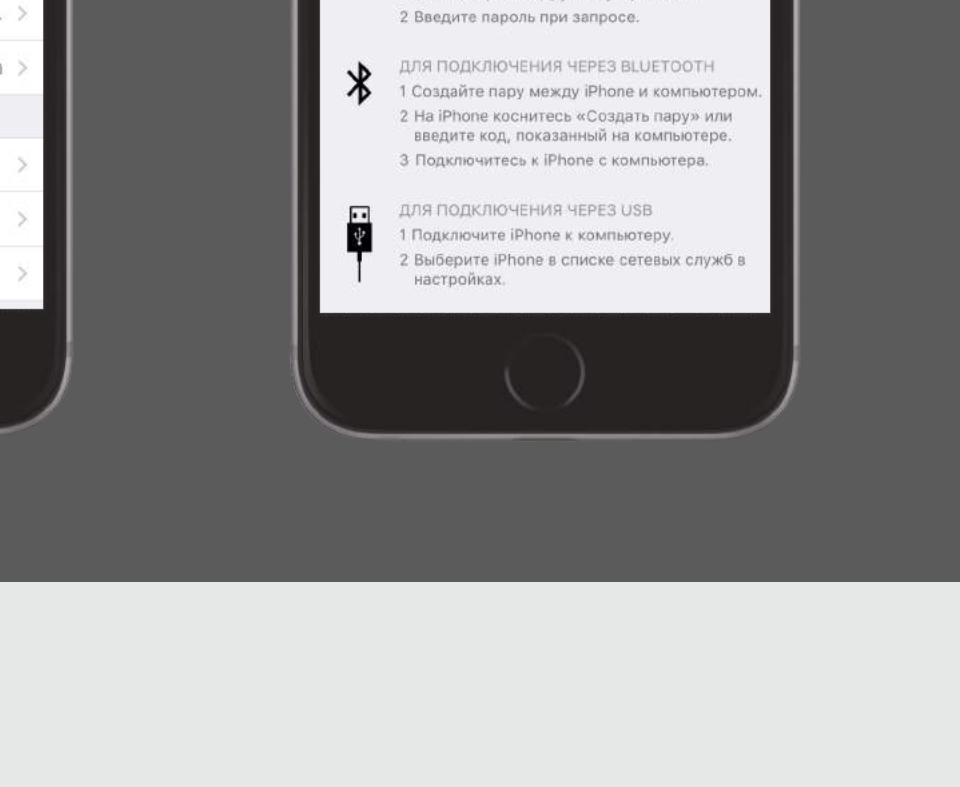 2 Введите пароль при запросе.
ДЛЯ ПОДКЛЮЧЕНИЯ ЧЕРЕЗ BLUETOOTH
1 Создайте пару между iPhone и компьютером.
2 На iPhone коснитесь «Создать пару» или
введите код, показанный на компьютере.
3 Подключитесь к iPhone с компьютера.
ДЛЯ ПОДКЛЮЧЕНИЯ ЧЕРЕЗ USB
1 Подключите iPhone к компьютеру.
2 Выберите iPhone в списке сетевых служб в
настройках.